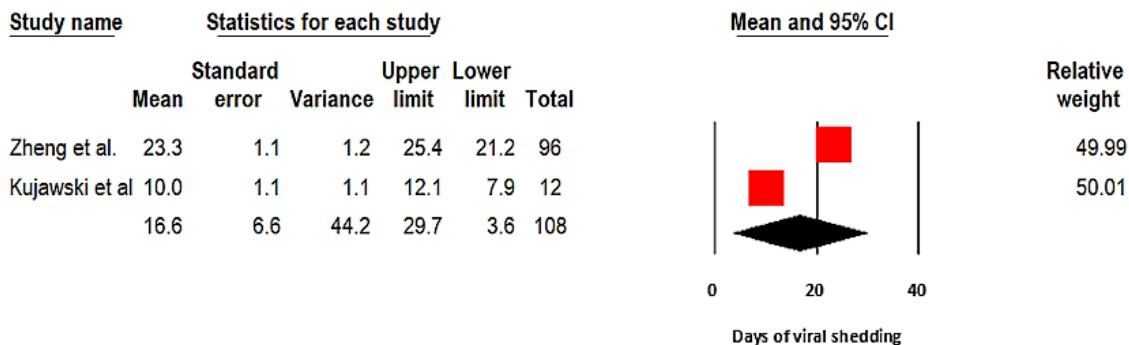 Study name Statistics for each study Mean and 95% CI
Standard Upper Lower Relative
Mean error Variance limit limit Total weight
Zheng et al. 23.3 1.1 1.2 25.4 21.2 96 49.99
Kujawski et al 10.0 1.1 1.1 12.1 7.9 12 50.01
16.6 6.6 44.2 29.7 3.6 108
0 20 40
Days of viral shedding